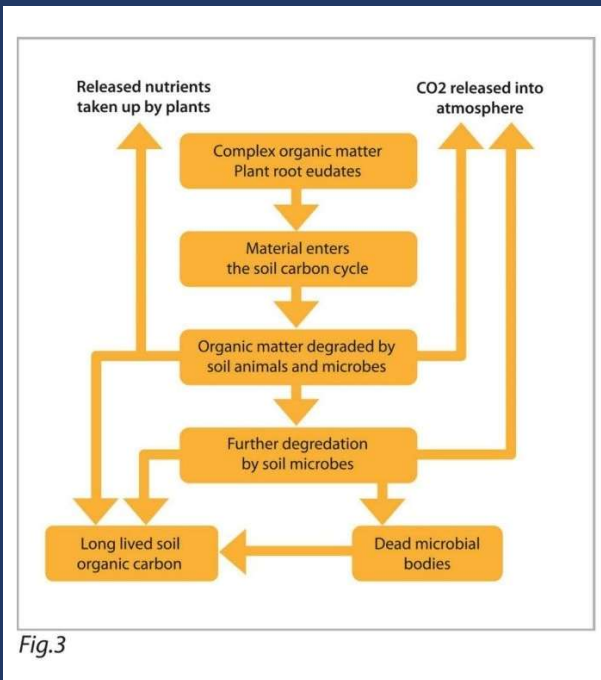 Released nutrients
taken up by plants
CO2 released into
atmosphere
Complex organic matter
Plant root eudates
Material enters
the soil carbon cycle
Organic matter degraded by
soil animals and microbes
Further degredation
by soil microbes
Long lived soil
organic carbon
Dead microbial
bodies
Fig.3